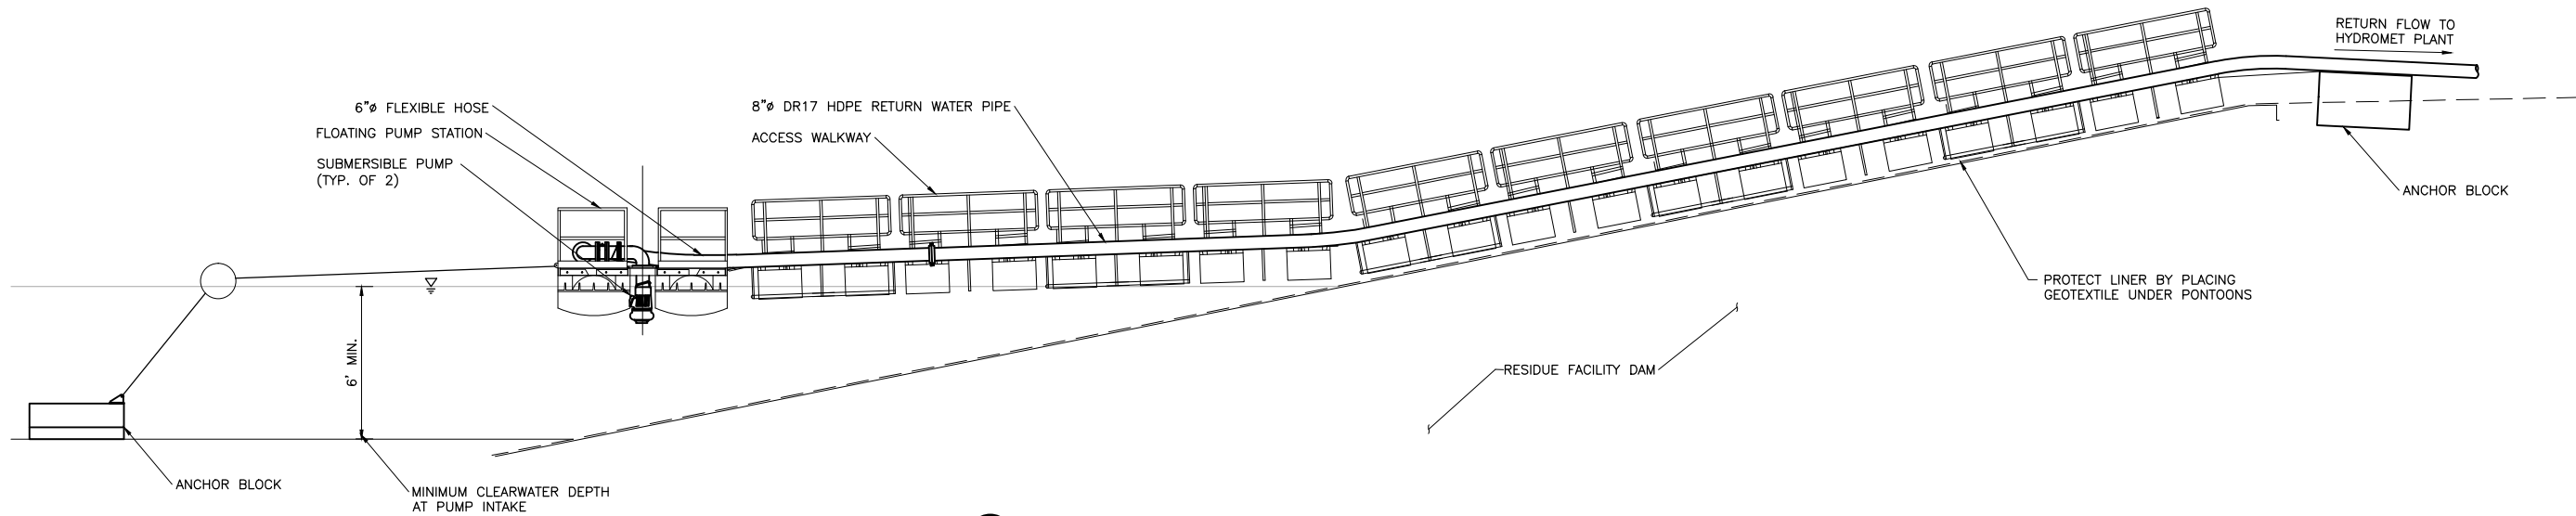 RETURN FLOW TO
HYDROMET PLANT
6"ø FLEXIBLE HOSE
FLOATING PUMP STATION
SUBMERSIBLE PUMP
(TYP. OF 2)
8"ø DR17 HDPE RETURN WATER PIPE
ACCESS WALKWAY
ANCHOR BLOCK
PROTECT LINER BY PLACING
GEOTEXTILE UNDER PONTOONS
6' MIN.
RESIDUE FACILITY DAM
ANCHOR BLOCK
MINIMUM CLEARWATER DEPTH
AT PUMP INTAKE